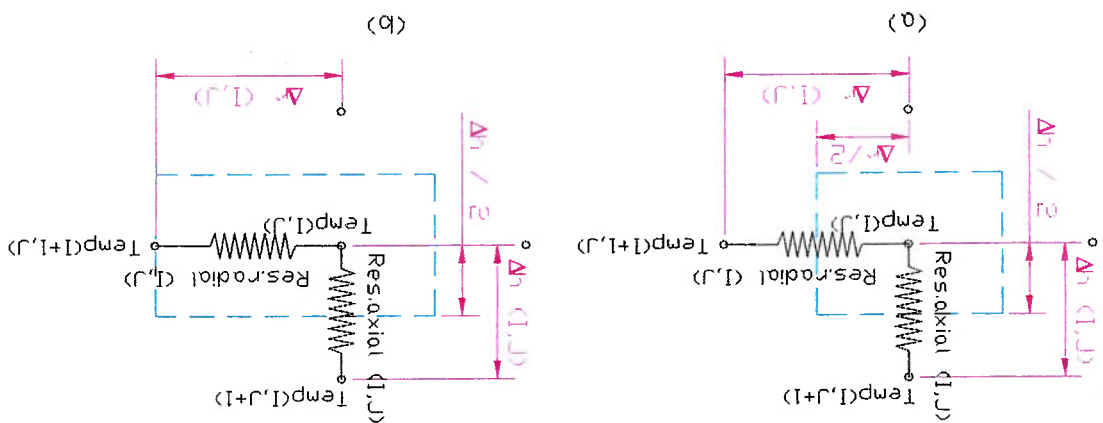 Temp(I,J+1)
Res.axial (I,J)
Δh (I,J)
Res.radial (I,J)
Temp(I+1,J)
Temp(I,J)
Δh / 2
Δr/2
Δr (I,J)
(a)
Temp(I,J+1)
Res.axial (I,J)
Δh (I,J)
Res.radial (I,J)
Temp(I+1,J)
Temp(I,J)
Δh / 2
Δr (I,J)
(b)